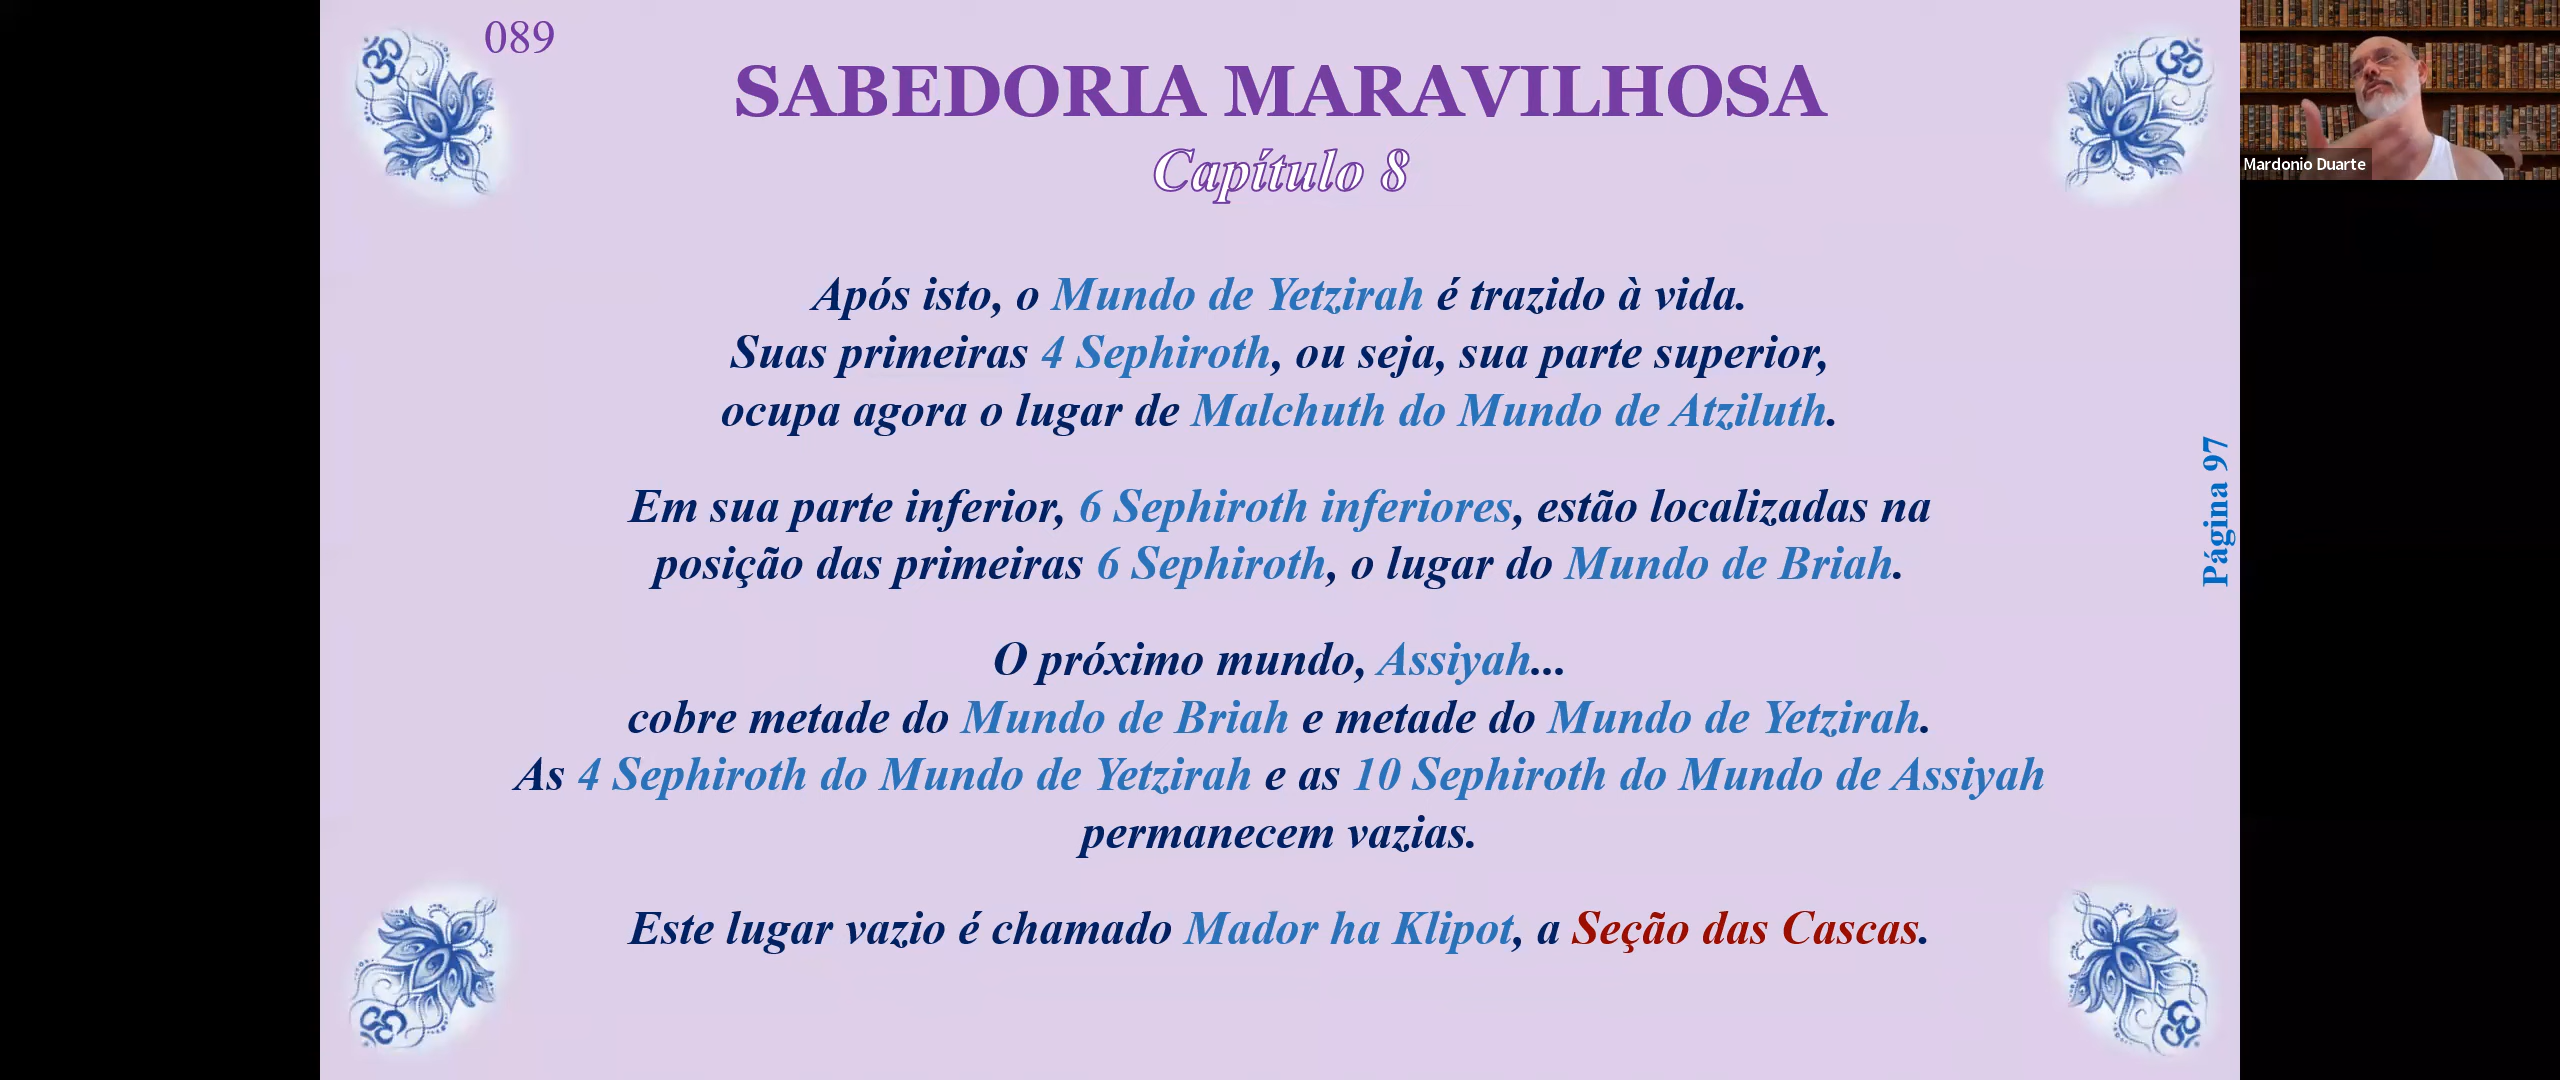 089
SABEDORIA MARAVILHOSA
Capítulo 8
Após isto, o Mundo de Yetzirah é trazido à vida.
Suas primeiras 4 Sephiroth, ou seja, sua parte superior,
ocupa agora o lugar de Malchuth do Mundo de Atziluth.
Em sua parte inferior, 6 Sephiroth inferiores, estão localizadas na
posição das primeiras 6 Sephiroth, o lugar do Mundo de Briah.
O próximo mundo, Assiyah...
cobre metade do Mundo de Briah e metade do Mundo de Yetzirah.
As 4 Sephiroth do Mundo de Yetzirah e as 10 Sephiroth do Mundo de Assiyah
permanecem vazias.
Este lugar vazio é chamado Mador ha Klipot, a Seção das Cascas.
Página 97
Mardonio Duarte